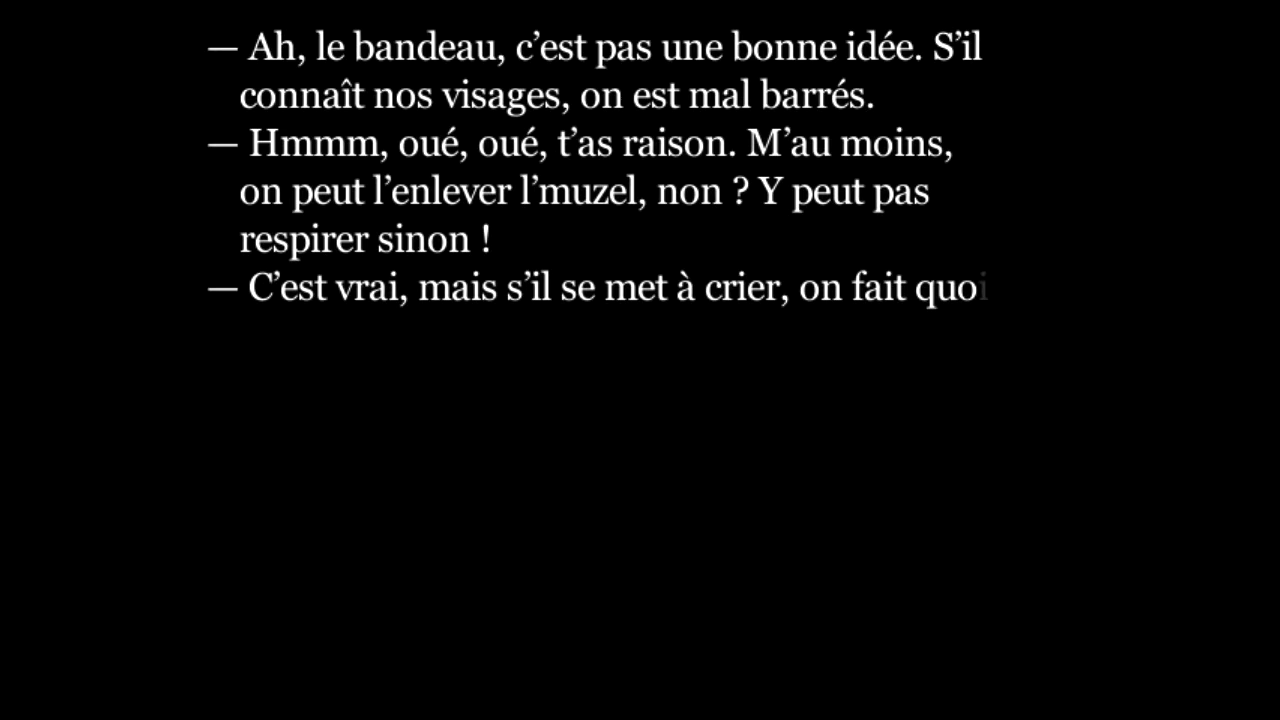 — Ah, le bandeau, c’est pas une bonne idée. S’il
connaît nos visages, on est mal barrés.
— Hmmm, oué, oué, t’as raison. M’au moins,
on peut l’enlever l’muzel, non ? Y peut pas
respirer sinon !
— C’est vrai, mais s’il se met à crier, on fait quoi